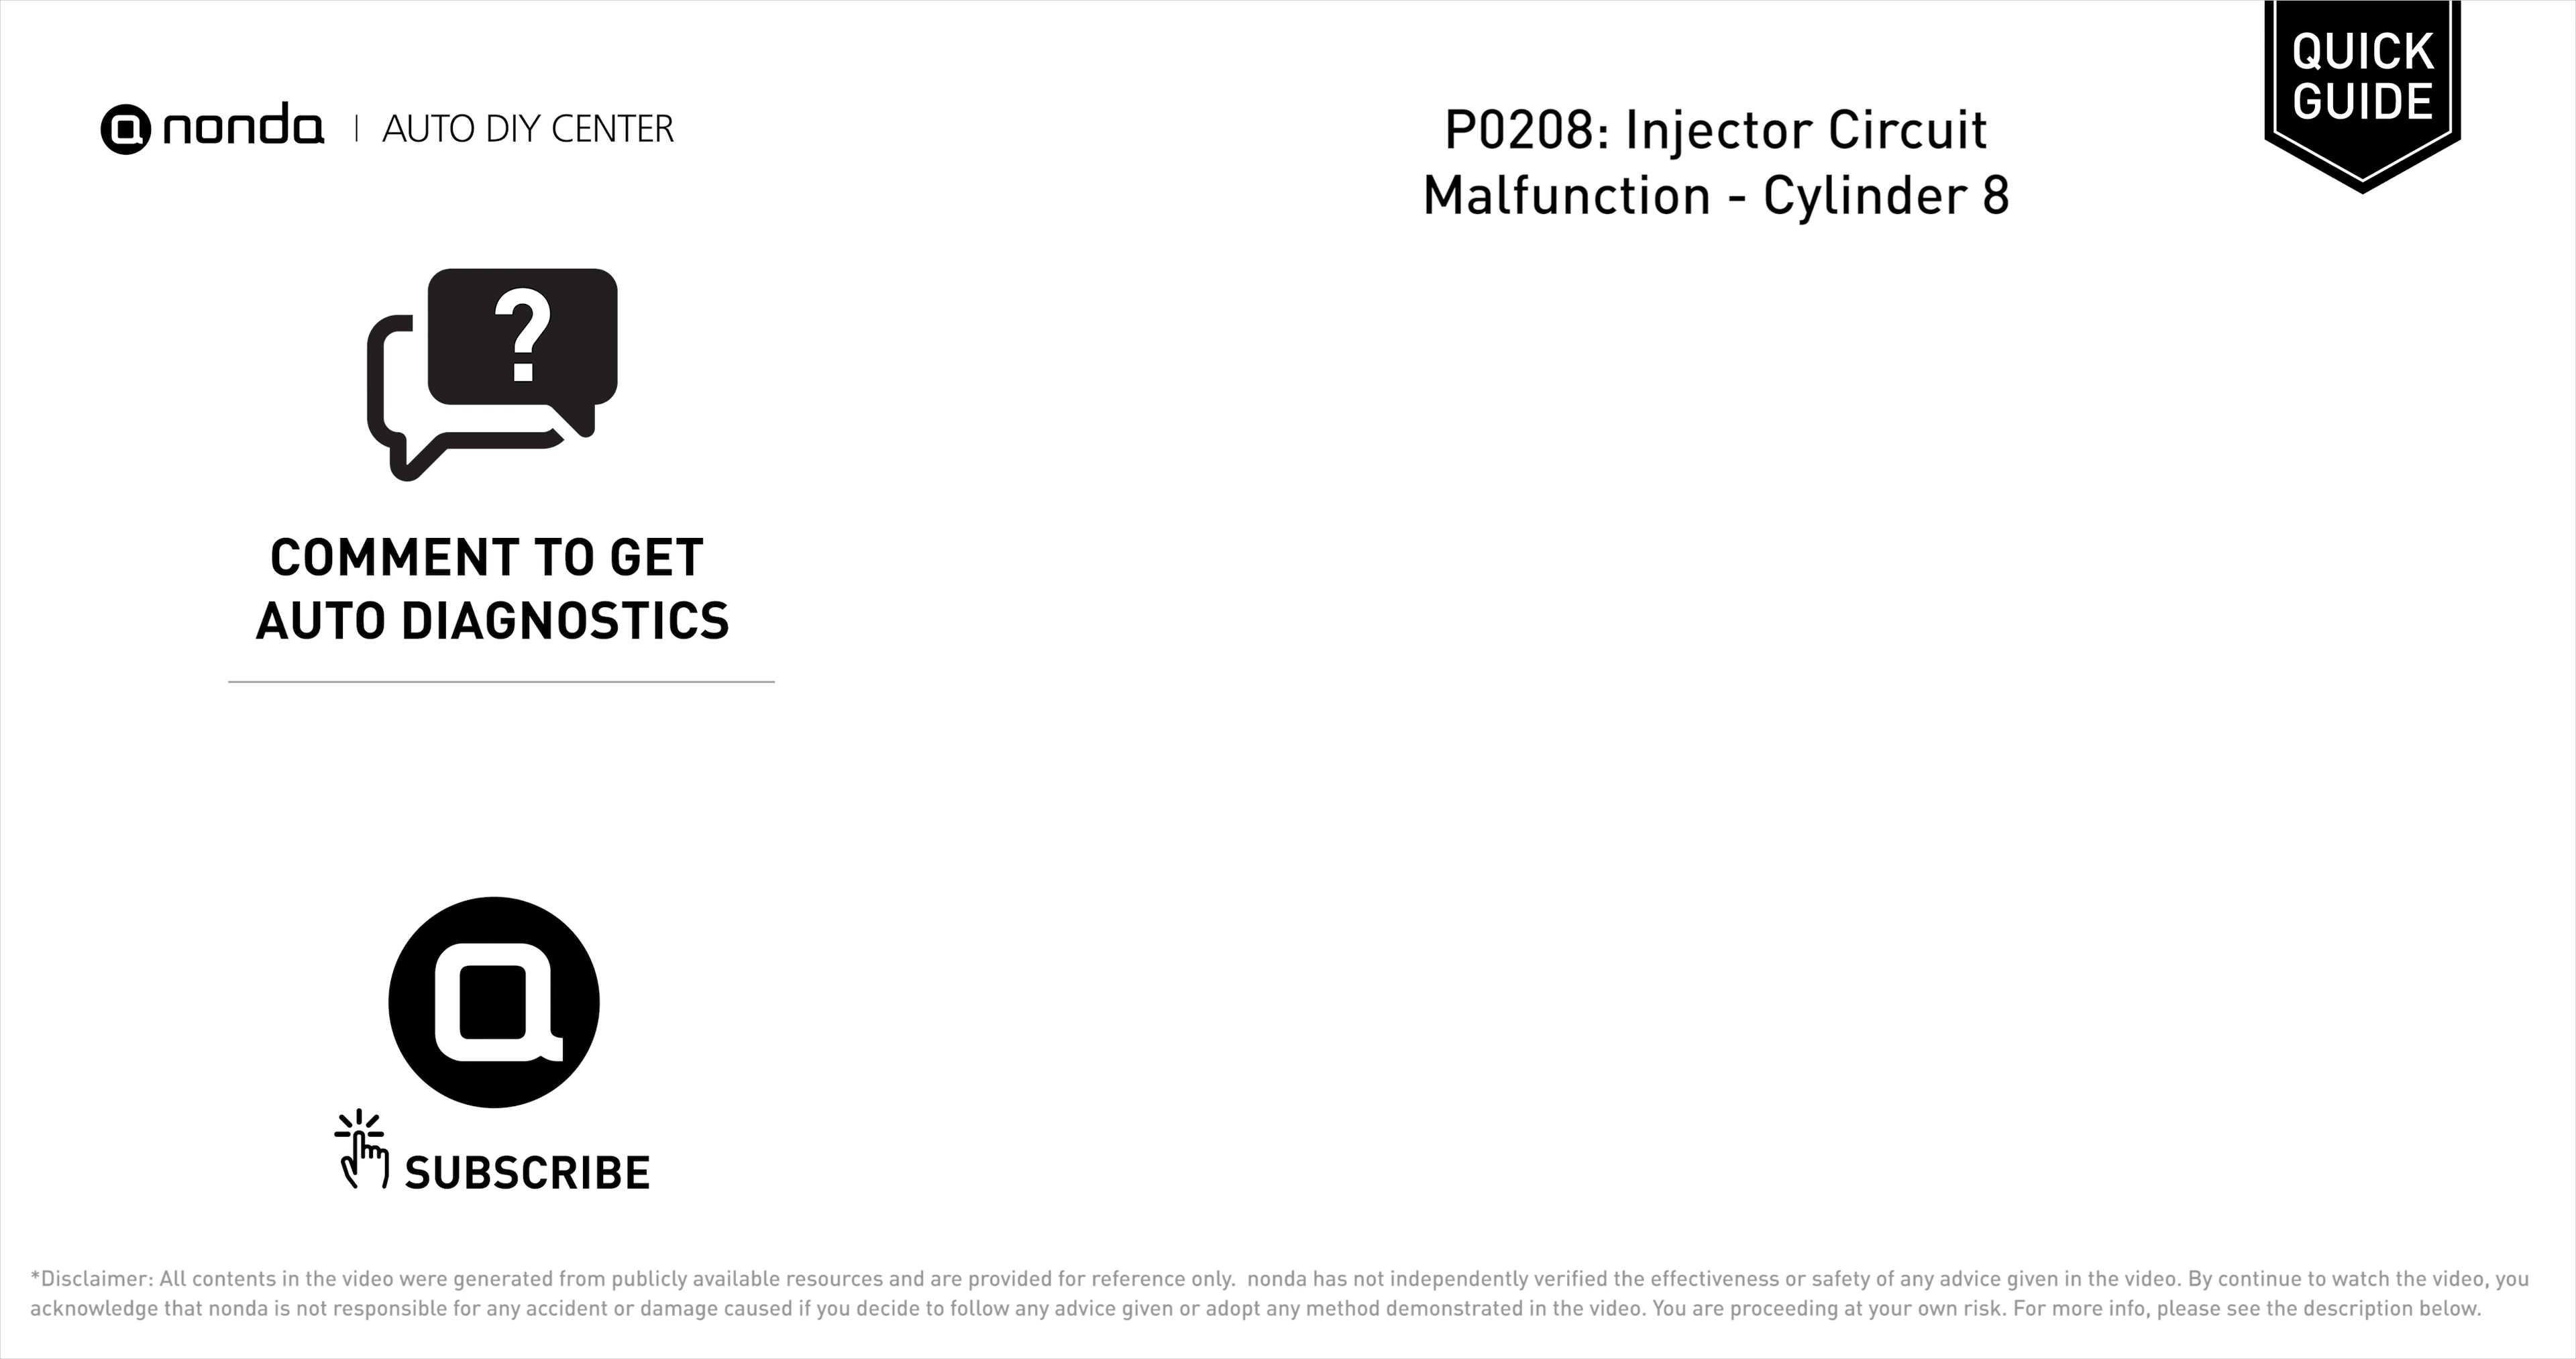 nonda | AUTO DIY CENTER
P0208: Injector Circuit
Malfunction - Cylinder 8
QUICK
GUIDE
?
COMMENT TO GET
AUTO DIAGNOSTICS
SUBSCRIBE
*Disclaimer: All contents in the video were generated from publicly available resources and are provided for reference only.  nonda has not independently verified the effectiveness or safety of any advice given in the video. By continue to watch the video, you
acknowledge that nonda is not responsible for any accident or damage caused if you decide to follow any advice given or adopt any method demonstrated in the video. You are proceeding at your own risk. For more info, please see the description below.